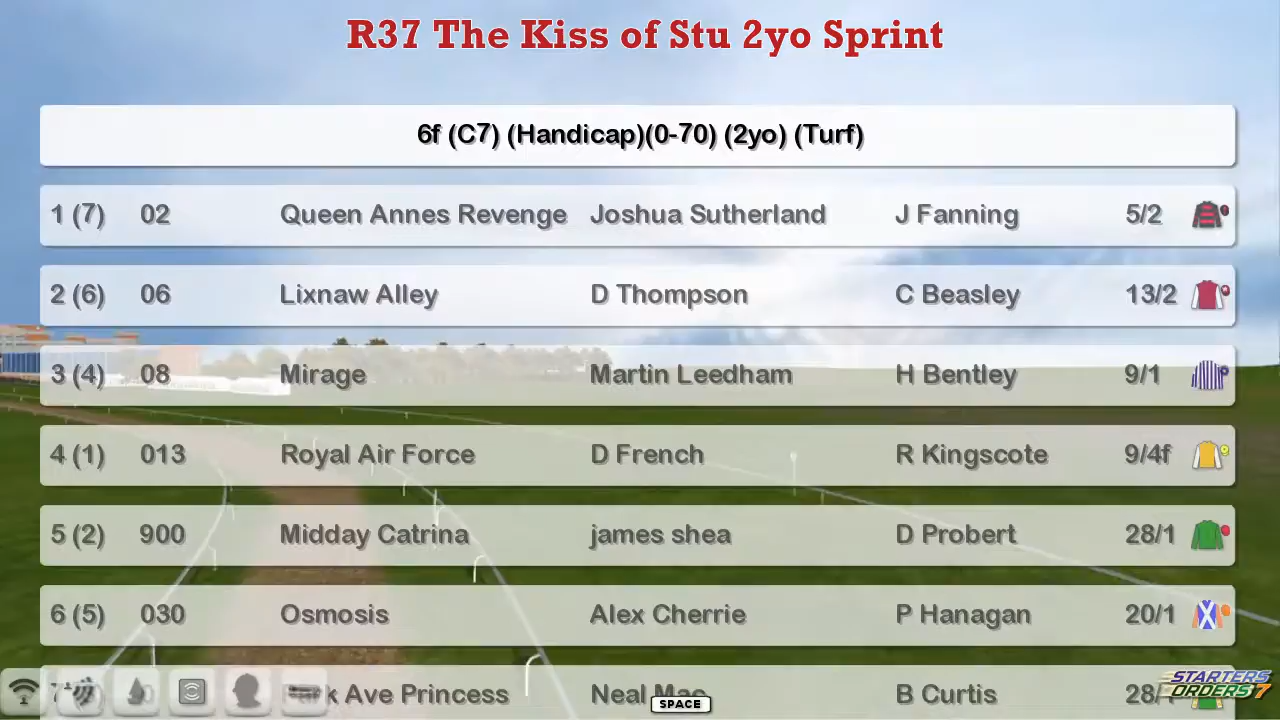 R37 The Kiss of Stu 2yo Sprint
6f (C7) (Handicap)(0-70) (2yo) (Turf)
1 (7) 02 Queen Annes Revenge Joshua Sutherland J Fanning 5/2
2 (6) 06 Lixnaw Alley D Thompson C Beasley 13/2
3 (4) 08 Mirage Martin Leedham H Bentley 9/1
4 (1) 013 Royal Air Force D French R Kingscote 9/4f
5 (2) 900 Midday Catrina james shea D Probert 28/1
6 (5) 030 Osmosis Alex Cherrie P Hanagan 20/1
Ave Princess Neal B Curtis
SPACE
STARTERS ORDERS 7